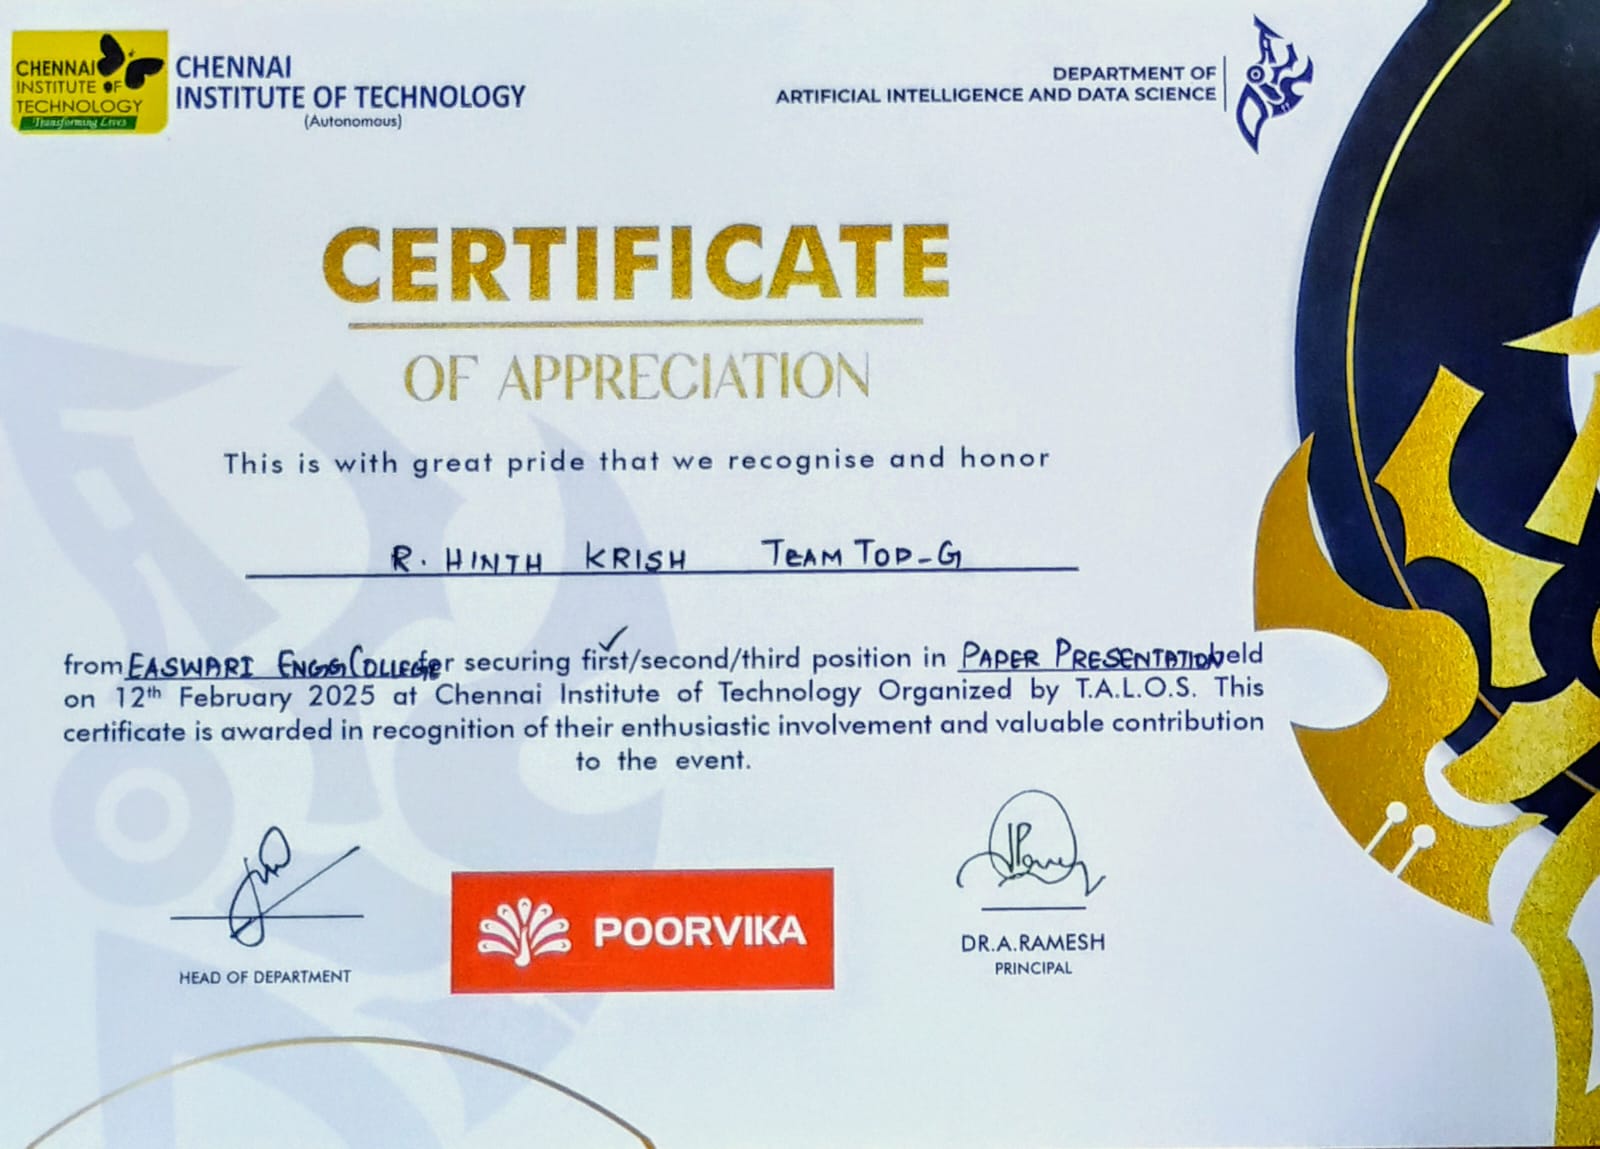 CHENNAI
INSTITUTE OF
TECHNOLOGY
Transforming Lives
CHENNAI
INSTITUTE OF TECHNOLOGY
(Autonomous)
DEPARTMENT OF
ARTIFICIAL INTELLIGENCE AND DATA SCIENCE
CERTIFICATE
OF APPRECIATION
This is with great pride that we recognise and honor
R. HINTH KRISH TEAM TOP-G
from EASWARI ENGG COLLEGE for securing first/second/third position in PAPER PRESENTATION held
on 12th February 2025 at Chennai Institute of Technology Organized by T.A.L.O.S. This
certificate is awarded in recognition of their enthusiastic involvement and valuable contribution
to the event.
HEAD OF DEPARTMENT
POORVIKA
DR.A.RAMESH
PRINCIPAL